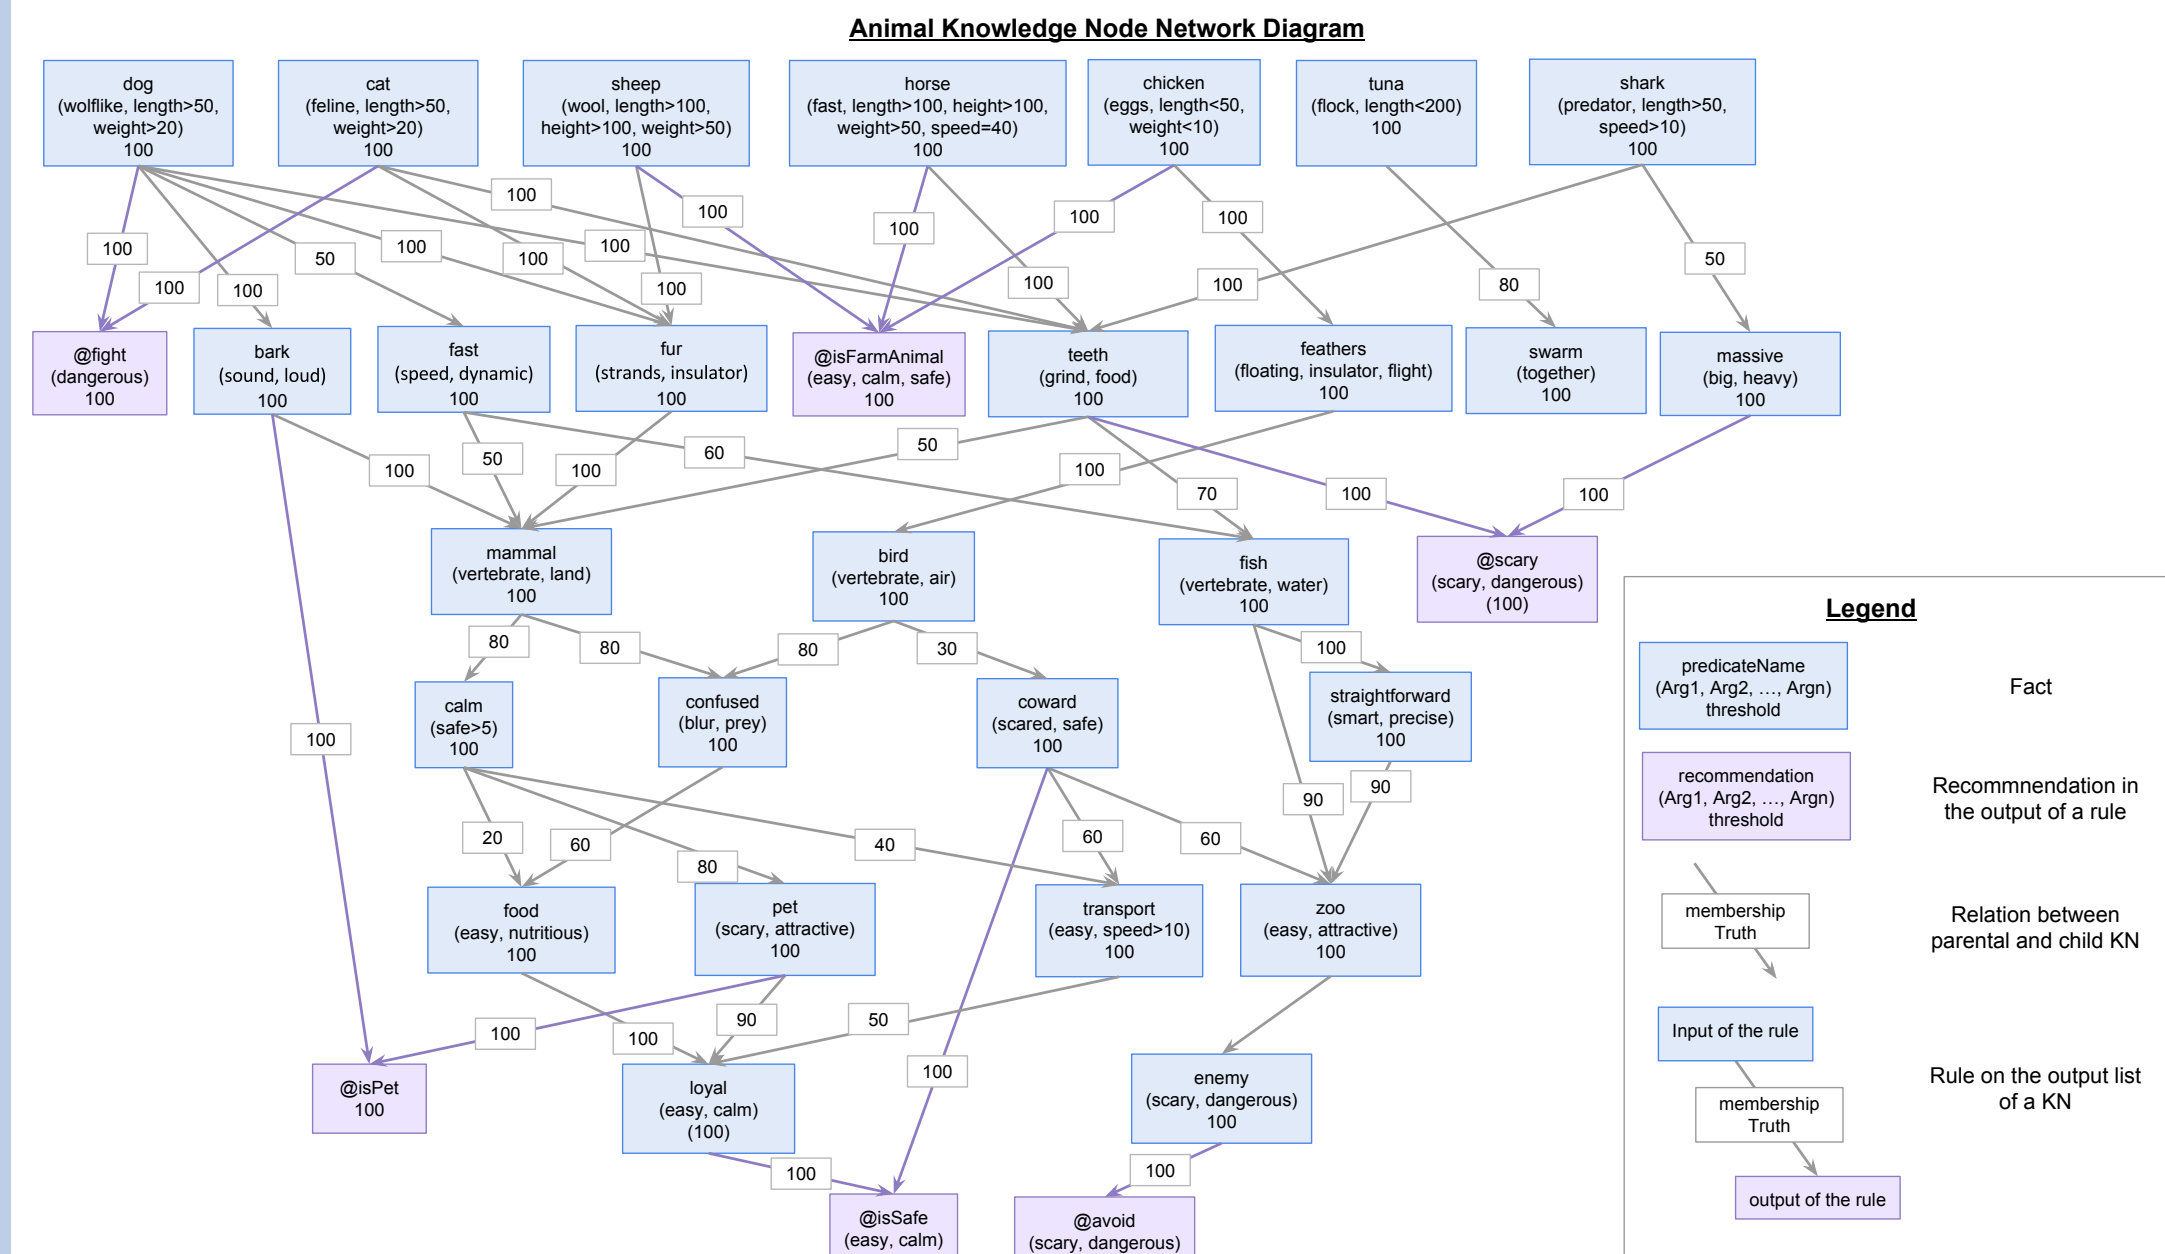 Animal Knowledge Node Network Diagram
dog
(wolflike, length>50,
weight>20)
100
cat
(feline, length>50,
weight>20)
100
sheep
(wool, length>100,
height>100, weight>50)
100
horse
(fast, length>100, height>100,
weight>50, speed=40)
100
chicken
(eggs, length<50,
weight<10)
100
tuna
(flock, length<200)
100
shark
(predator, length>50,
speed>10)
100
100
100
100
100
100
100
50
100
100
100
100
100
100
100
100
100
80
50
@fight
(dangerous)
100
bark
(sound, loud)
100
fast
(speed, dynamic)
100
fur
(strands, insulator)
100
@isFarmAnimal
(easy, calm, safe)
100
teeth
(grind, food)
100
feathers
(floating, insulator, flight)
100
swarm
(together)
100
massive
(big, heavy)
100
100
50
100
60
50
100
70
100
100
mammal
(vertebrate, land)
100
bird
(vertebrate, air)
100
fish
(vertebrate, water)
100
@scary
(scary, dangerous)
(100)
80
80
80
30
100
calm
(safe>5)
100
confused
(blur, prey)
100
coward
(scared, safe)
100
straightforward
(smart, precise)
100
100
20
60
80
40
60
60
90
90
food
(easy, nutritious)
100
pet
(scary, attractive)
100
transport
(easy, speed>10)
100
zoo
(easy, attractive)
100
100
100
90
50
100
@isPet
100
loyal
(easy, calm)
(100)
enemy
(scary, dangerous)
100
100
100
@isSafe
(easy, calm)
@avoid
(scary, dangerous)
Legend
predicateName
(Arg1, Arg2, …, Argn)
threshold
Fact
recommendation
(Arg1, Arg2, …, Argn)
threshold
Recommnendation in
the output of a rule
membership
Truth
Relation between
parental and child KN
Input of the rule
membership
Truth
output of the rule
Rule on the output list
of a KN